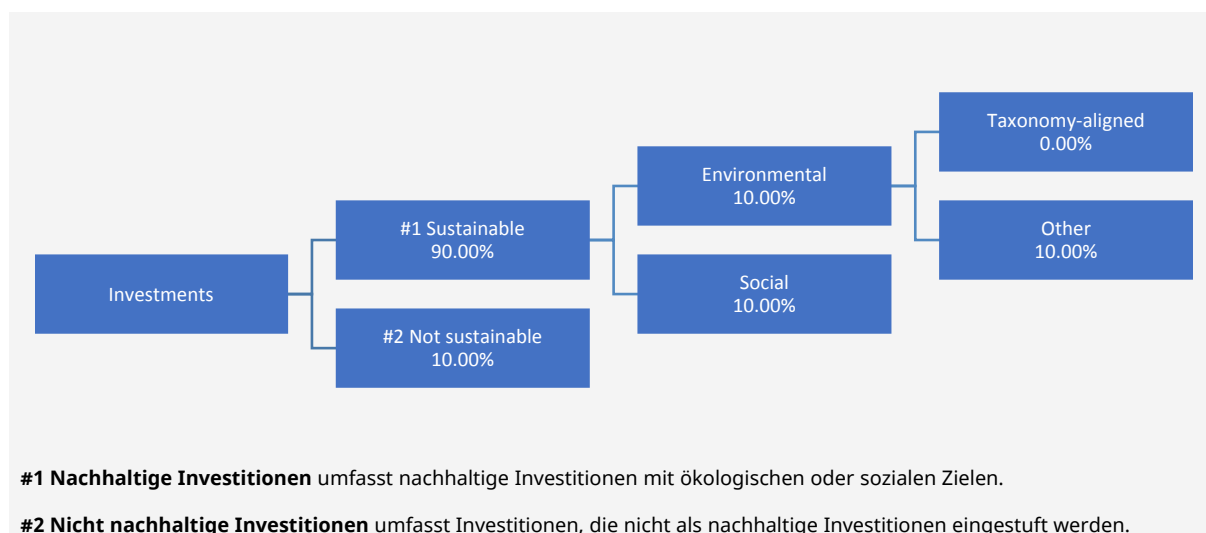 Investments
#1 Sustainable
90.00%
#2 Not sustainable
10.00%
Environmental
10.00%
Social
10.00%
Taxonomy-aligned
0.00%
Other
10.00%
#1 Nachhaltige Investitionen umfasst nachhaltige Investitionen mit ökologischen oder sozialen Zielen.
#2 Nicht nachhaltige Investitionen umfasst Investitionen, die nicht als nachhaltige Investitionen eingestuft werden.